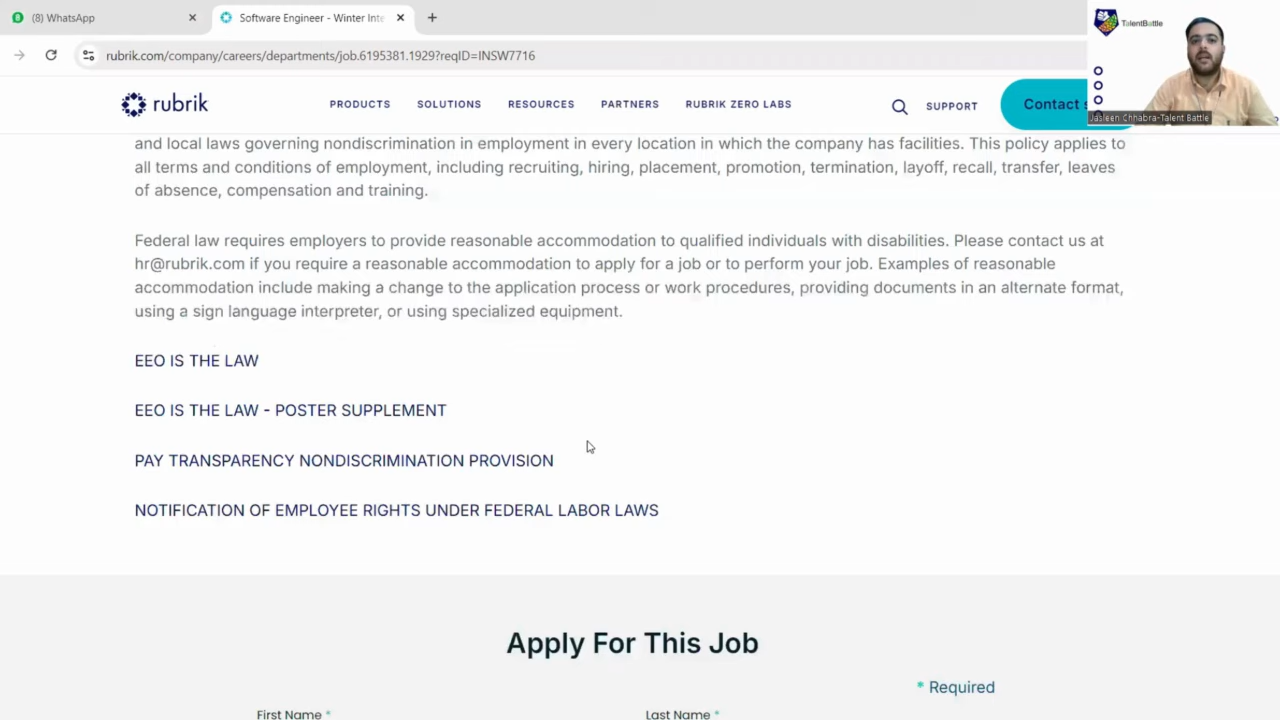 (8) WhatsApp
Software Engineer - Winter Inte
rubrik.com/company/careers/departments/job.6195381.1929?reqID=INSW7716
TalentBattle
rubrik
PRODUCTS
SOLUTIONS
RESOURCES
PARTNERS
RUBRIK ZERO LABS
SUPPORT
Contact s
Jasleen Chhabra-Talent Battle
and local laws governing nondiscrimination in employment in every location in which the company has facilities. This policy applies to
all terms and conditions of employment, including recruiting, hiring, placement, promotion, termination, layoff, recall, transfer, leaves
of absence, compensation and training.
Federal law requires employers to provide reasonable accommodation to qualified individuals with disabilities. Please contact us at
hr@rubrik.com if you require a reasonable accommodation to apply for a job or to perform your job. Examples of reasonable
accommodation include making a change to the application process or work procedures, providing documents in an alternate format,
using a sign language interpreter, or using specialized equipment.
EEO IS THE LAW
EEO IS THE LAW - POSTER SUPPLEMENT
PAY TRANSPARENCY NONDISCRIMINATION PROVISION
NOTIFICATION OF EMPLOYEE RIGHTS UNDER FEDERAL LABOR LAWS
Apply For This Job
* Required
First Name *
Last Name *